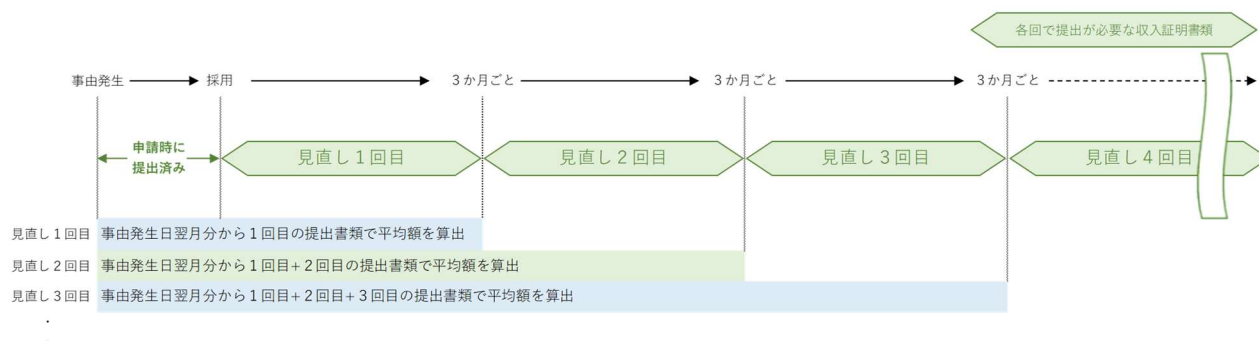 各回で提出が必要な収入証明書類
事由発生 採用 3か月ごと 3か月ごと 3か月ごと
申請時に
提出済み
見直し1回目 見直し2回目 見直し3回目 見直し4回目
見直し1回目 事由発生日翌月分から1回目の提出書類で平均額を算出
見直し2回目 事由発生日翌月分から1回目+2回目の提出書類で平均額を算出
見直し3回目 事由発生日翌月分から1回目+2回目+3回目の提出書類で平均額を算出